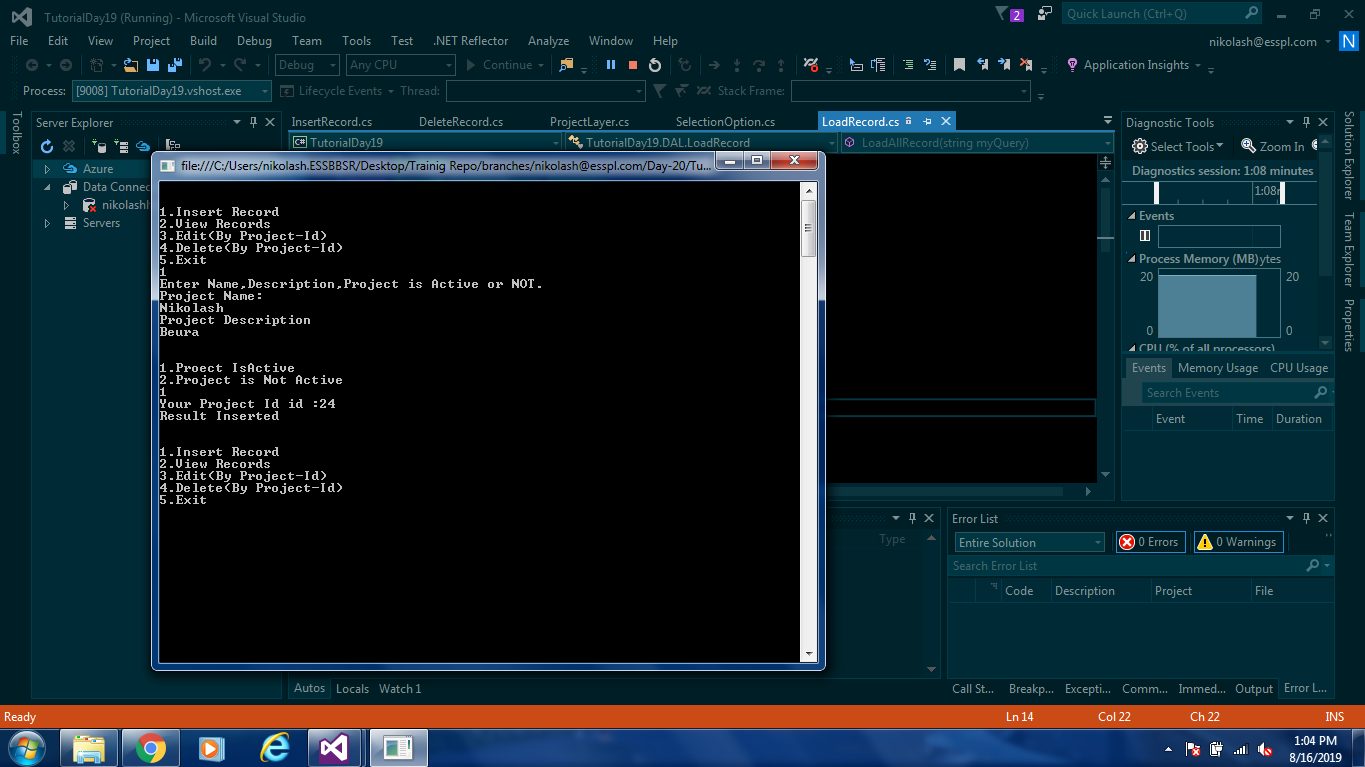 TutorialDay19 (Running) - Microsoft Visual Studio
2
Quick Launch (Ctrl+Q)
File Edit View Project Build Debug Team Tools Test .NET Reflector Analyze Window Help
nikolash@esspl.com N
Debug Any CPU Continue Application Insights
Process: [9008] TutorialDay19.vshost.exe Lifecycle Events Thread: Stack Frame:
Toolbox
Server Explorer
Azure
Data Connec
nikolashl
Servers
InsertRecord.cs DeleteRecord.cs ProjectLayer.cs SelectionOption.cs LoadRecord.cs
TutorialDay19 TutorialDay19.DAL.LoadRecord LoadAllRecord(string myQuery)
file:///C:/Users/nikolash.ESSBBSR/Desktop/Trainig Repo/branches/nikolash@esspl.com/Day-20/Tu...
1.Insert Record
2.View Records
3.Edit(By Project-Id)
4.Delete(By Project-Id)
5.Exit
1
Enter Name,Description,Project is Active or NOT.
Project Name:
Nikolash
Project Description
Beura
1.Proect IsActive
2.Project is Not Active
1
Your Project Id id :24
Result Inserted
1.Insert Record
2.View Records
3.Edit(By Project-Id)
4.Delete(By Project-Id)
5.Exit
Diagnostic Tools
Select Tools Zoom In
Diagnostics session: 1:08 minutes
Events
Process Memory (MB)
20 20
0 0
CPU (% of all processors)
Events Memory Usage CPU Usage
Search Events
Event Time Duration
Solution Explorer
Team Explorer
Properties
Type
Autos Locals Watch 1
Error List
Entire Solution 0 Errors 0 Warnings
Search Error List
Code Description Project File
Call St... Breakp... Excepti... Comm... Immed... Output Error L...
Ready Ln 14 Col 22 Ch 22 INS
1:04 PM
8/16/2019